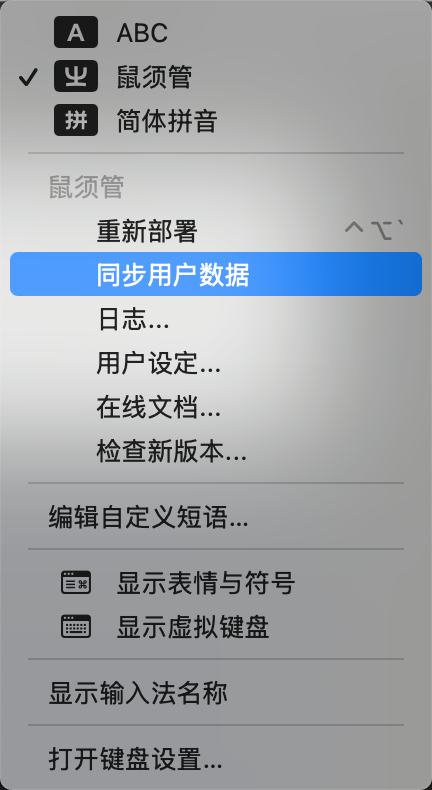 A ABC
✓ 㞢 鼠须管
拼 简体拼音
鼠须管
重新部署 ⌃⌥`
同步用户数据
日志...
用户设定...
在线文档...
检查新版本...
编辑自定义短语...
显示表情与符号
显示虚拟键盘
显示输入法名称
打开键盘设置...